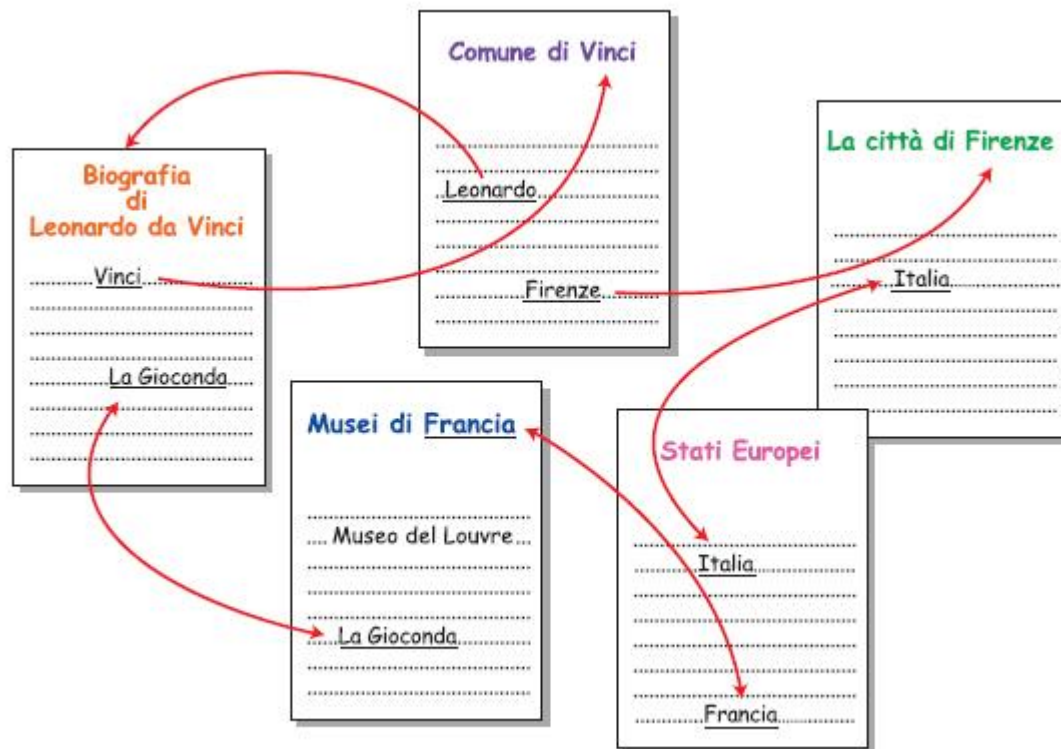 Comune di Vinci
Leonardo
Firenze
La città di Firenze
Italia
Biografia
di
Leonardo da Vinci
Vinci
La Gioconda
Musei di Francia
Museo del Louvre
La Gioconda
Stati Europei
Italia
Francia